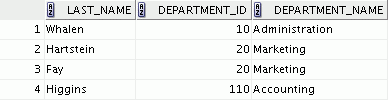 LAST_NAME DEPARTMENT_ID DEPARTMENT_NAME
1 Whalen 10 Administration
2 Hartstein 20 Marketing
3 Fay 20 Marketing
4 Higgins 110 Accounting